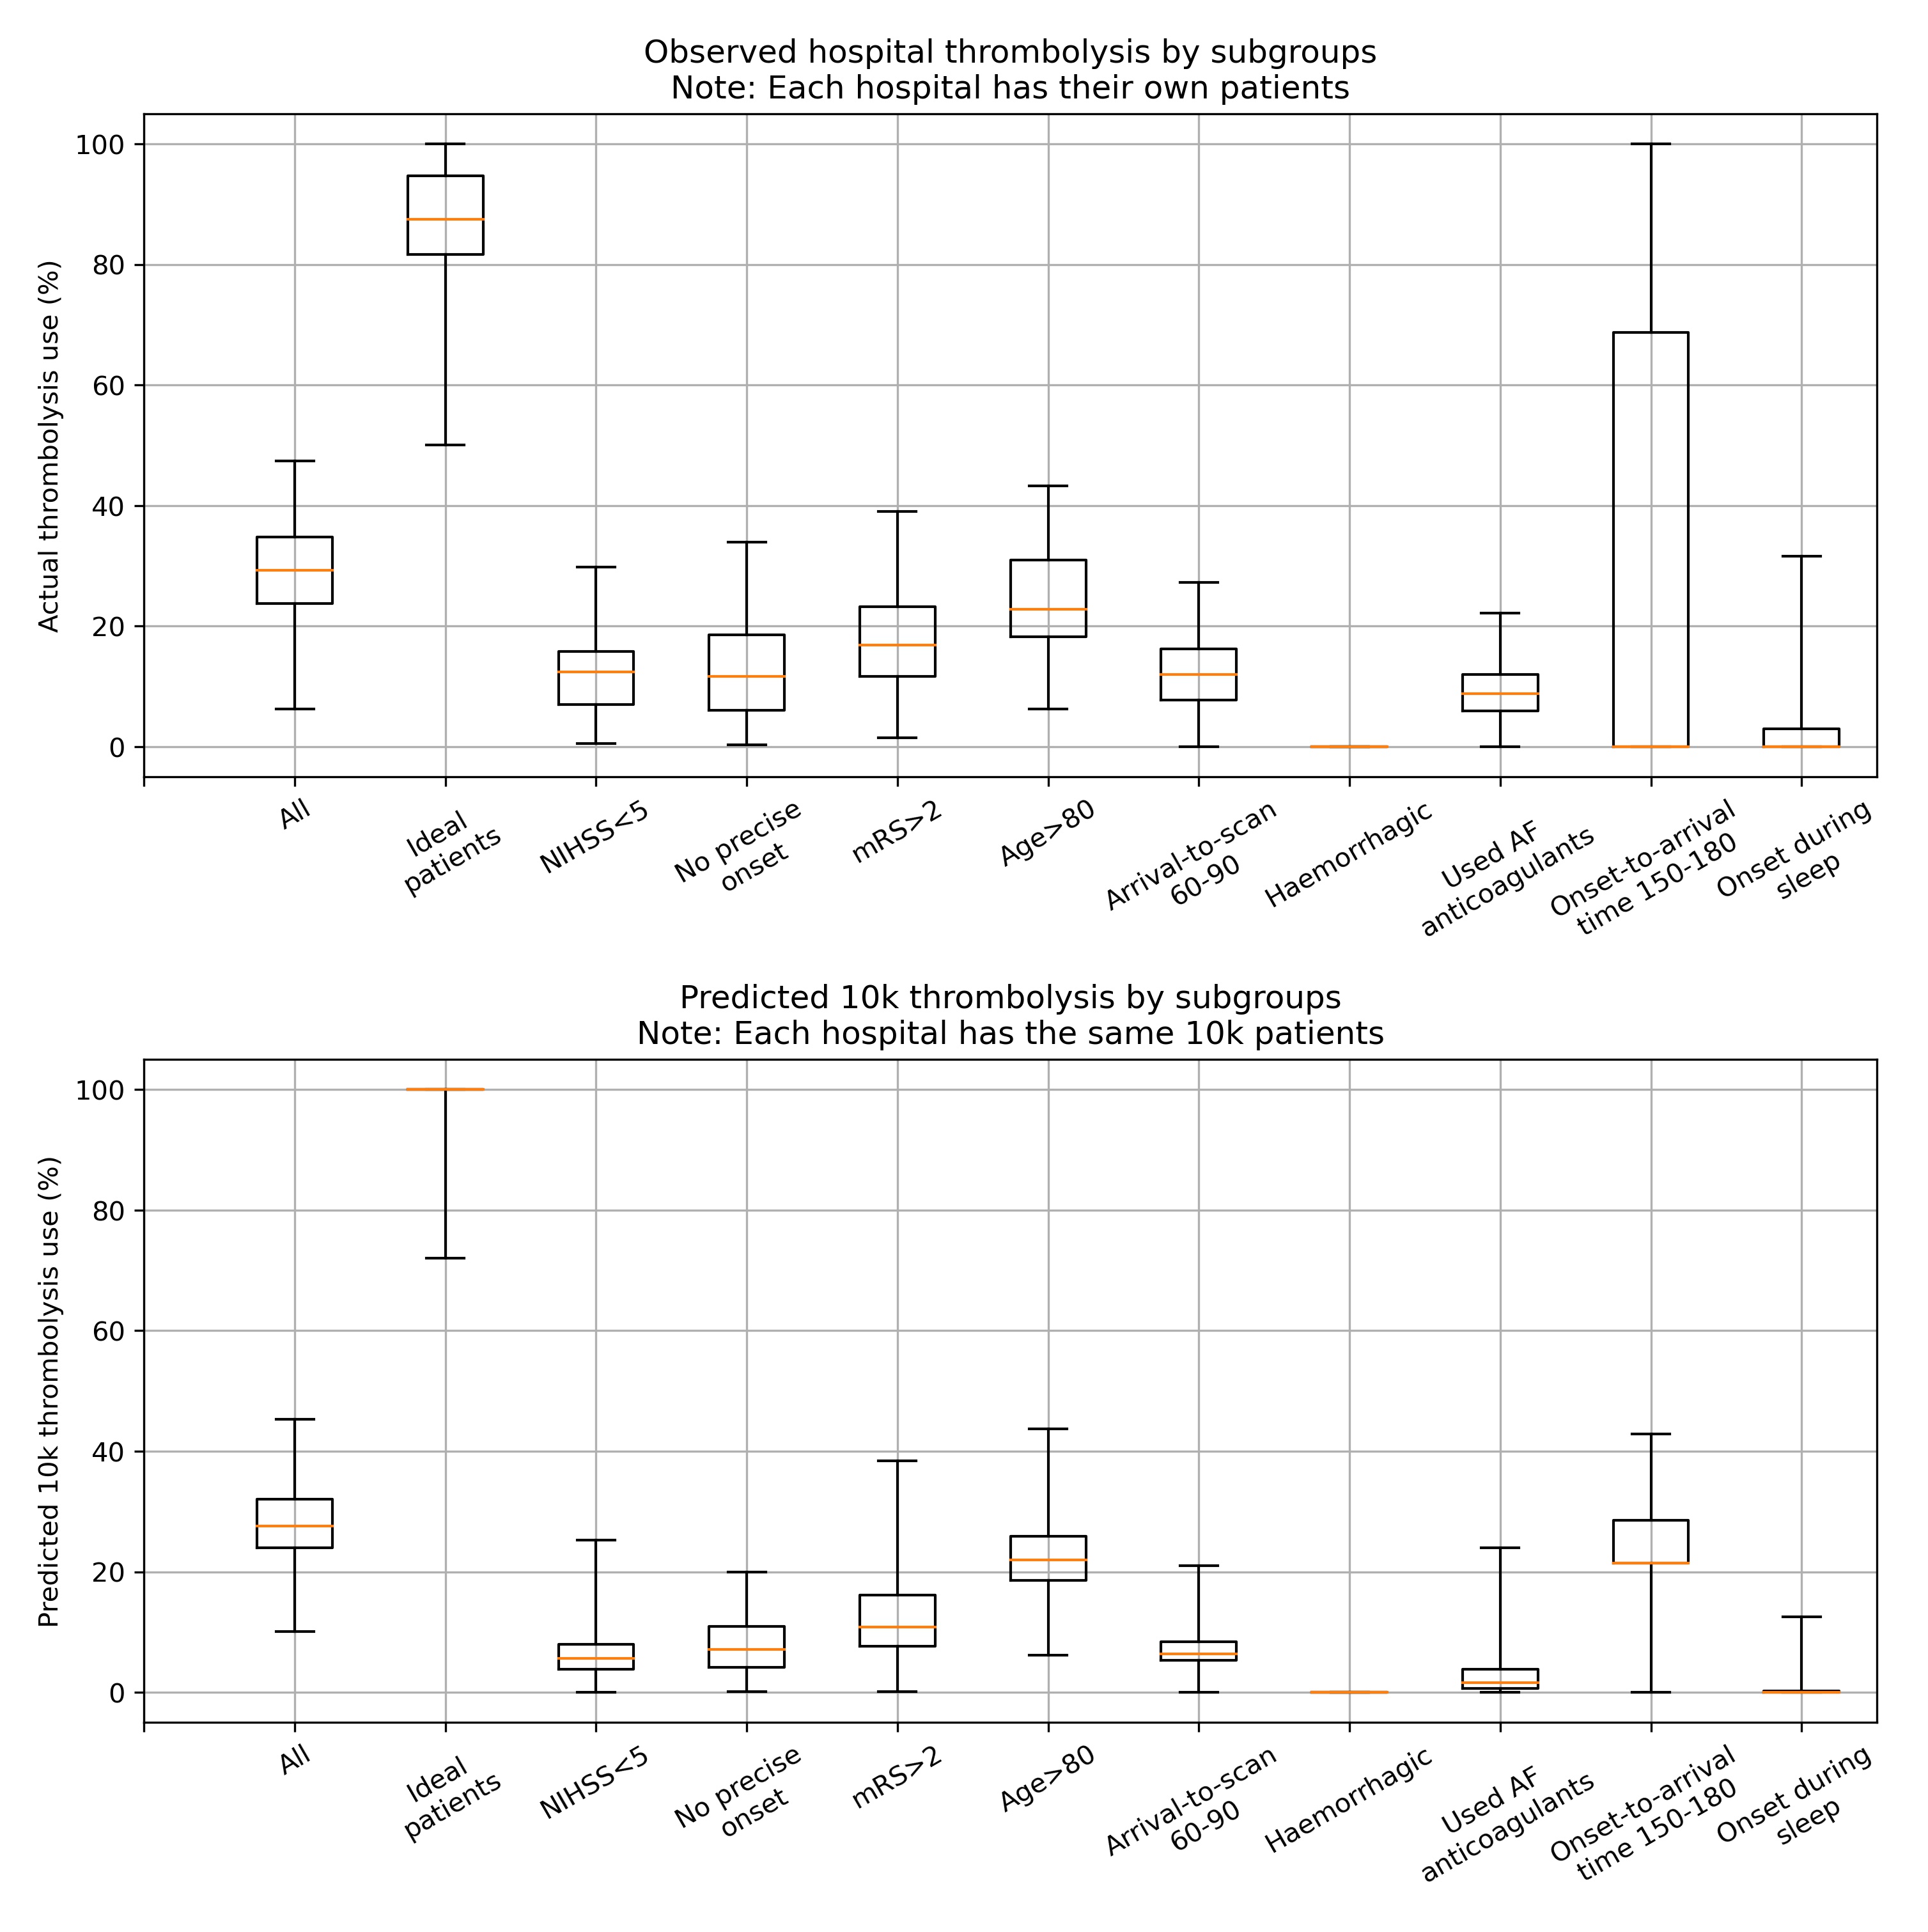 Observed hospital thrombolysis by subgroups
Note: Each hospital has their own patients
Actual thrombolysis use (%)
100
80
60
40
20
0
All
Ideal
patients
NIHSS<5
No precise
onset
mRS>2
Age>80
Arrival-to-scan
60-90
Haemorrhagic
Used AF
anticoagulants
Onset-to-arrival
time 150-180
Onset during
sleep
Predicted 10k thrombolysis by subgroups
Note: Each hospital has the same 10k patients
Predicted 10k thrombolysis use (%)
100
80
60
40
20
0
All
Ideal
patients
NIHSS<5
No precise
onset
mRS>2
Age>80
Arrival-to-scan
60-90
Haemorrhagic
Used AF
anticoagulants
Onset-to-arrival
time 150-180
Onset during
sleep